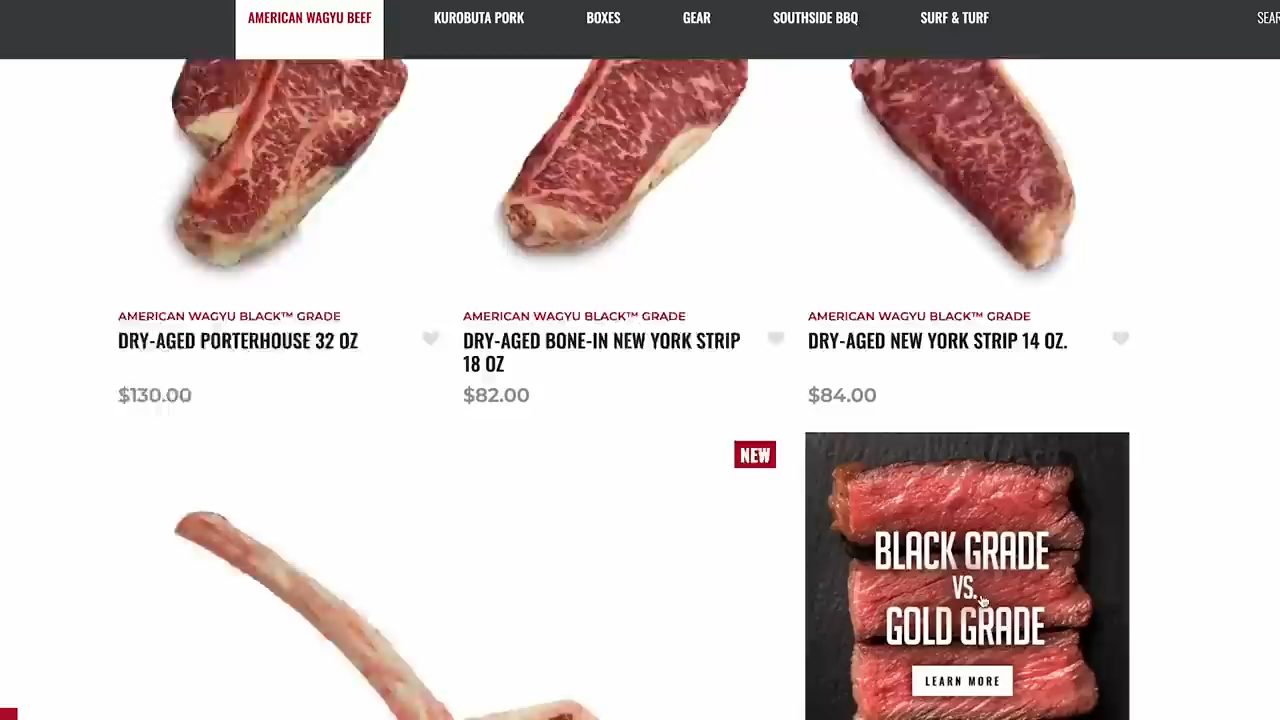 AMERICAN WAGYU BEEF
KUROBUTA PORK
BOXES
GEAR
SOUTHSIDE BBQ
SURF & TURF
AMERICAN WAGYU BLACK™ GRADE
DRY-AGED PORTERHOUSE 32 OZ
$130.00
AMERICAN WAGYU BLACK™ GRADE
DRY-AGED BONE-IN NEW YORK STRIP
18 OZ
$82.00
AMERICAN WAGYU BLACK™ GRADE
DRY-AGED NEW YORK STRIP 14 OZ.
$84.00
NEW
BLACK GRADE
VS.
GOLD GRADE
LEARN MORE